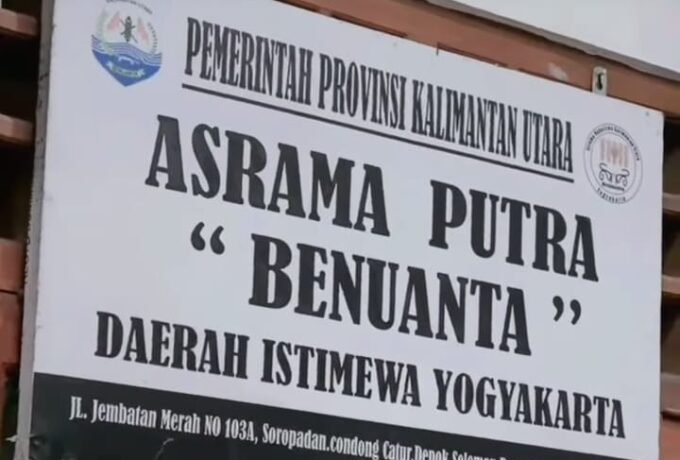 PEMERINTAH PROVINSI KALIMANTAN UTARA
ASRAMA PUTRA
“ BENUANTA ”
DAERAH ISTIMEWA YOGYAKARTA
JL. Jembatan Merah NO 103A, Soropadan.condong Catur.Depok
Yogyakarta